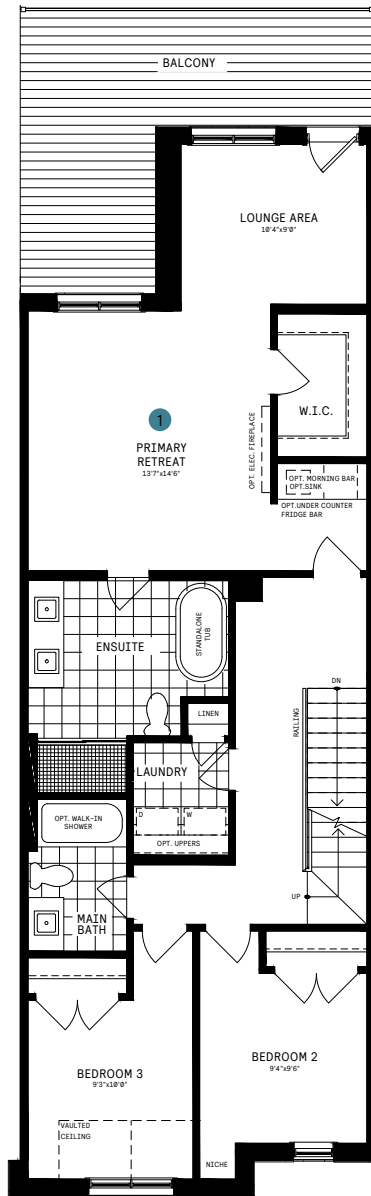 BALCONY
LOUNGE AREA
10'4"x9'0"
W.I.C.
1
PRIMARY
RETREAT
13'7"x14'6"
OPT. ELEC. FIREPLACE
OPT. MORNING BAR
OPT.SINK
OPT.UNDER COUNTER
FRIDGE BAR
ENSUITE
STANDALONE
TUB
LINEN
DN
RAILING
LAUNDRY
D
W
OPT. UPPERS
OPT. WALK-IN
SHOWER
UP
MAIN
BATH
BEDROOM 2
9'4"x9'6"
BEDROOM 3
9'3"x10'0"
VAULTED
CEILING
NICHE